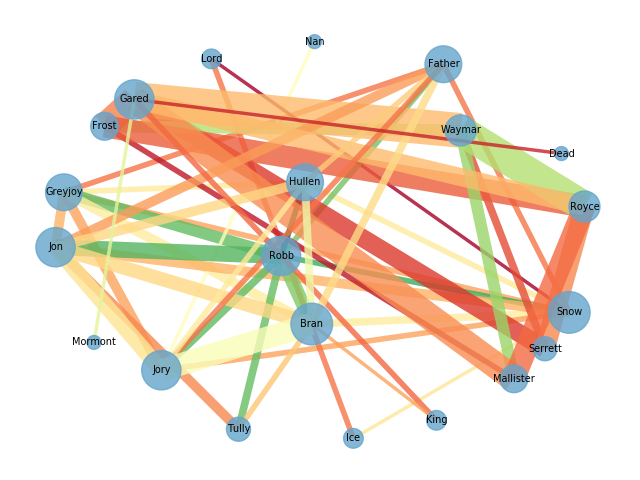 Nan
Lord
Father
Gared
Frost
Waymar
Dead
Hullen
Greyjoy
Royce
Jon
Robb
Snow
Bran
Mormont
Serrett
Jory
Mallister
King
Tully
Ice